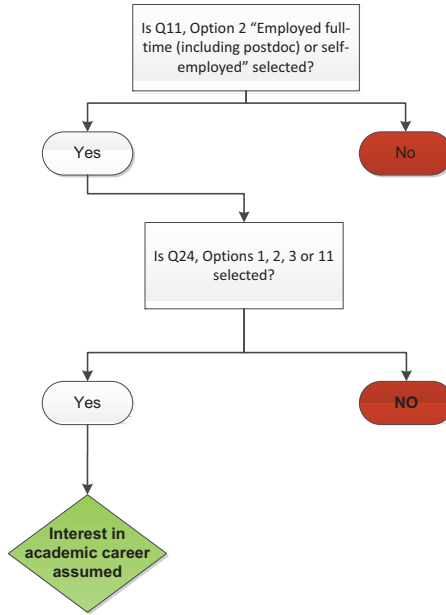 Is Q11, Option 2 “Employed full-
time (including postdoc) or self-
employed” selected?
Yes
No
Is Q24, Options 1, 2, 3 or 11
selected?
Yes
NO
Interest in
academic career
assumed